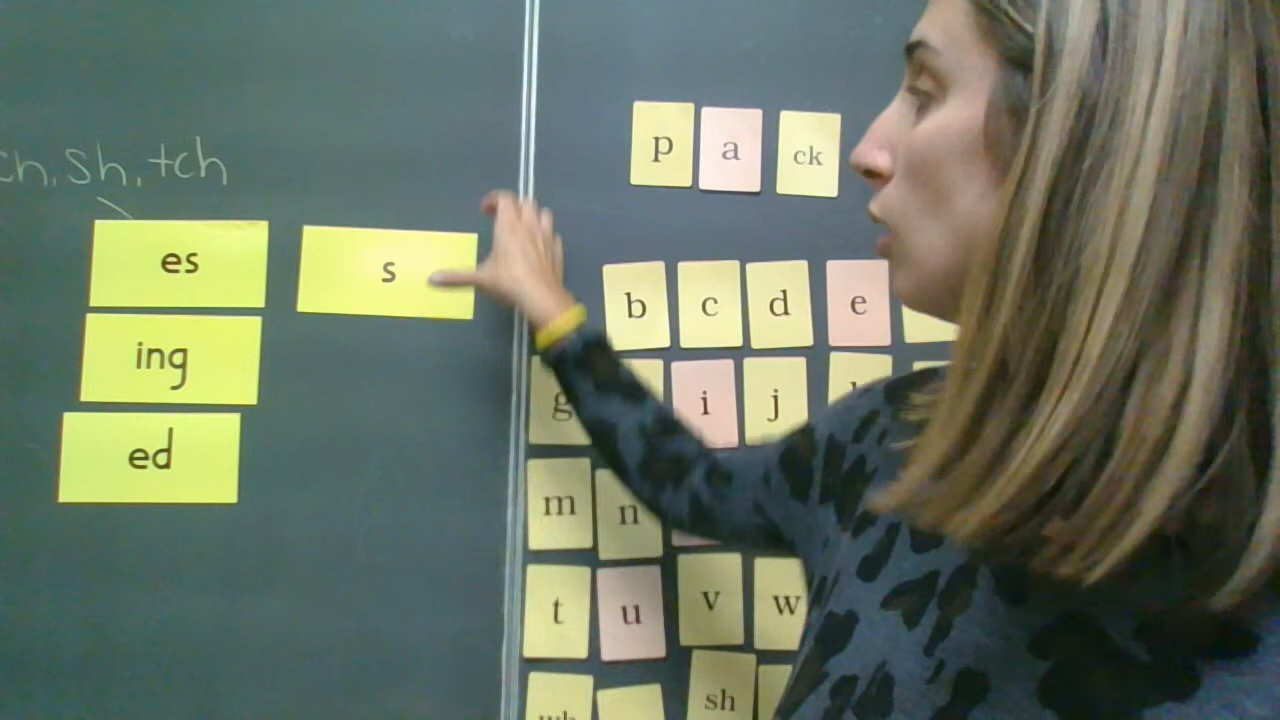 ch, sh, tch
es
s
ing
ed
p a ck
b c d e
g i j
m n
t u v w
sh